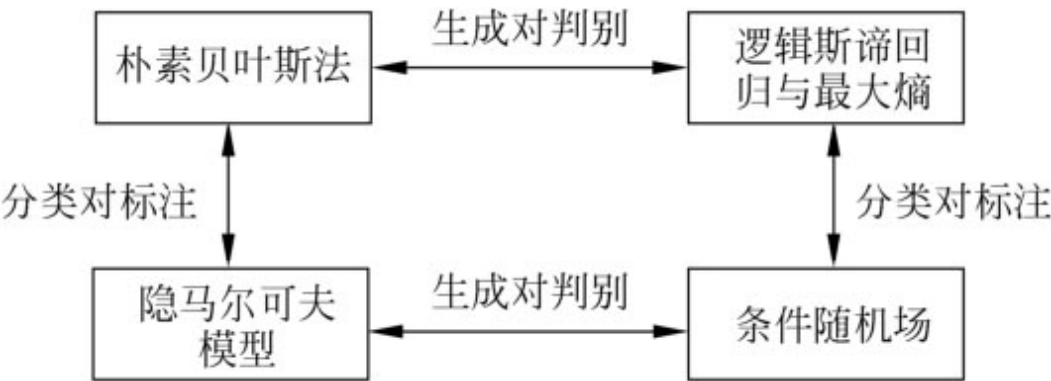 生成对判别
朴素贝叶斯法
逻辑斯谛回
归与最大熵
分类对标注
分类对标注
隐马尔可夫
模型
生成对判别
条件随机场